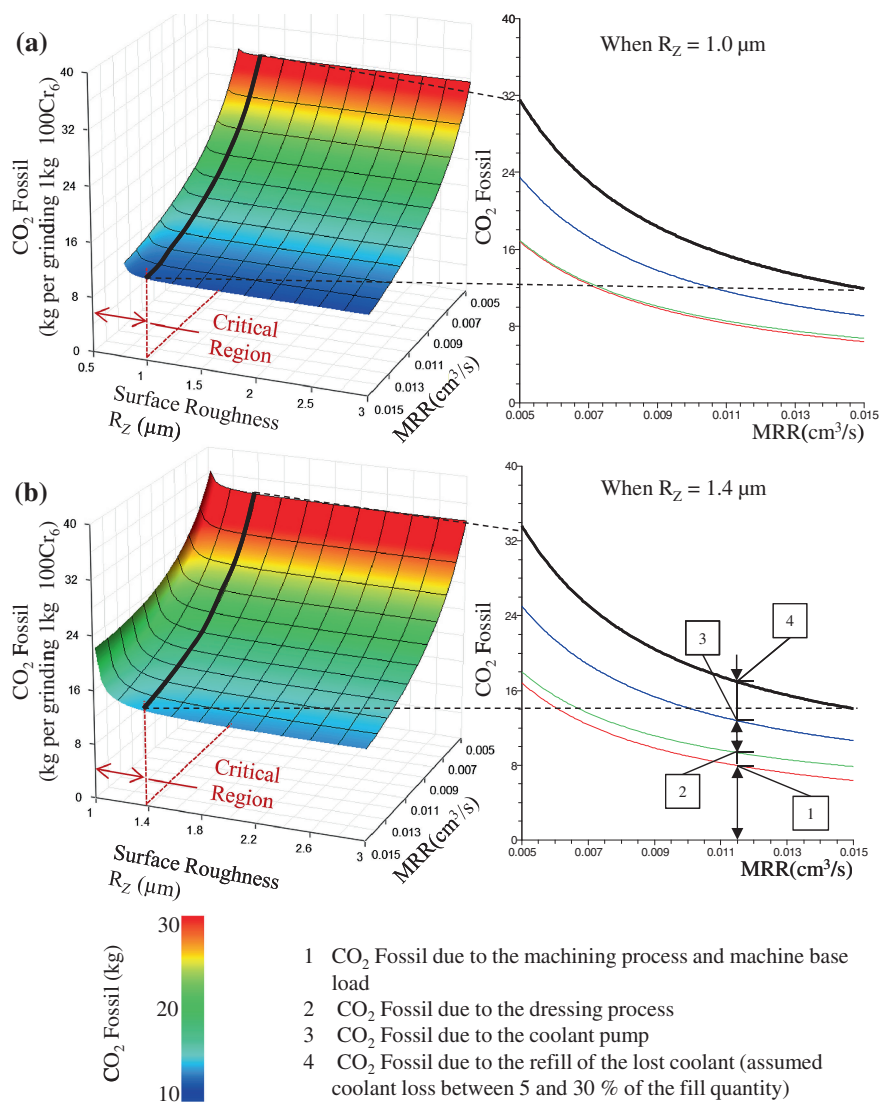 (a)
When R_Z = 1.0 µm
CO₂ Fossil
(kg per grinding 1kg 100Cr₆)
40
32
24
16
8
0
0.5
1
1.5
2
2.5
3
Surface Roughness
R_Z (µm)
Critical
Region
0.005
0.007
0.009
0.011
0.013
0.015
MRR(cm³/s)
CO₂ Fossil
40
32
24
16
8
0
0.005
0.007
0.009
0.011
0.013
0.015
MRR(cm³/s)
(b)
When R_Z = 1.4 µm
CO₂ Fossil
(kg per grinding 1kg 100Cr₆)
40
32
24
16
8
0
1
1.4
1.8
2.2
2.6
3
Surface Roughness
R_Z (µm)
Critical
Region
0.005
0.007
0.009
0.011
0.013
0.015
MRR(cm³/s)
CO₂ Fossil
40
32
24
16
8
0
3
4
2
1
0.005
0.007
0.009
0.011
0.013
0.015
MRR(cm³/s)
CO₂ Fossil (kg)
30
20
10
1 CO₂ Fossil due to the machining process and machine base
load
2 CO₂ Fossil due to the dressing process
3 CO₂ Fossil due to the coolant pump
4 CO₂ Fossil due to the refill of the lost coolant (assumed
coolant loss between 5 and 30 % of the fill quantity)